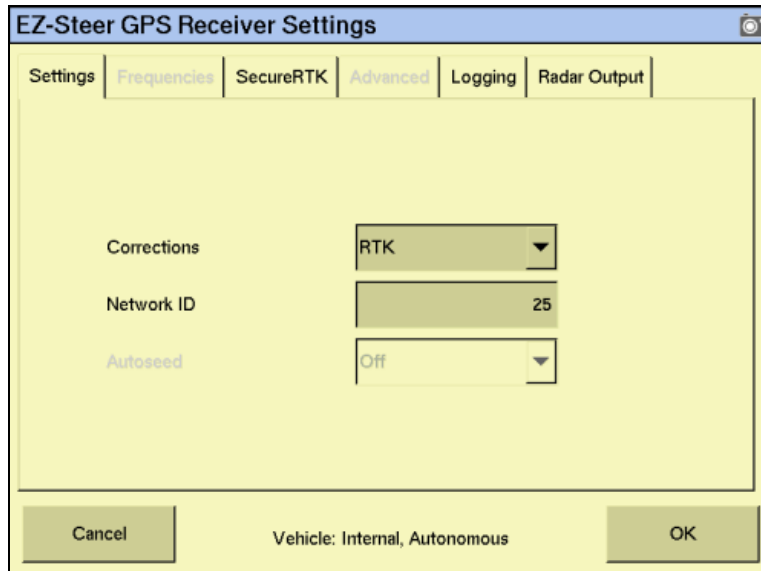 EZ-Steer GPS Receiver Settings
Settings Frequencies SecureRTK Advanced Logging Radar Output
Corrections RTK
Network ID 25
Autoseed Off
Cancel Vehicle: Internal, Autonomous OK